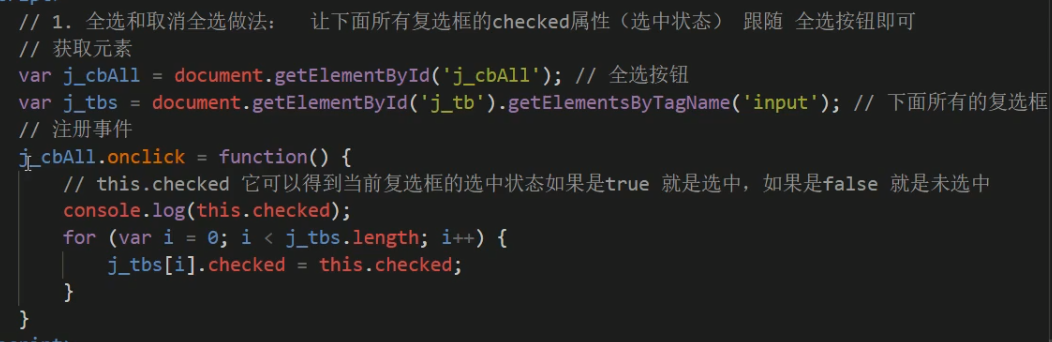 // 1. 全选和取消全选做法： 让下面所有复选框的checked属性（选中状态） 跟随 全选按钮即可
// 获取元素
var j_cbAll = document.getElementById('j_cbAll'); // 全选按钮
var j_tbs = document.getElementById('j_tb').getElementsByTagName('input'); // 下面所有的复选框
// 注册事件
j_cbAll.onclick = function() {
// this.checked 它可以得到当前复选框的选中状态如果是true 就是选中，如果是false 就是未选中
console.log(this.checked);
for (var i = 0; i < j_tbs.length; i++) {
j_tbs[i].checked = this.checked;
}
}